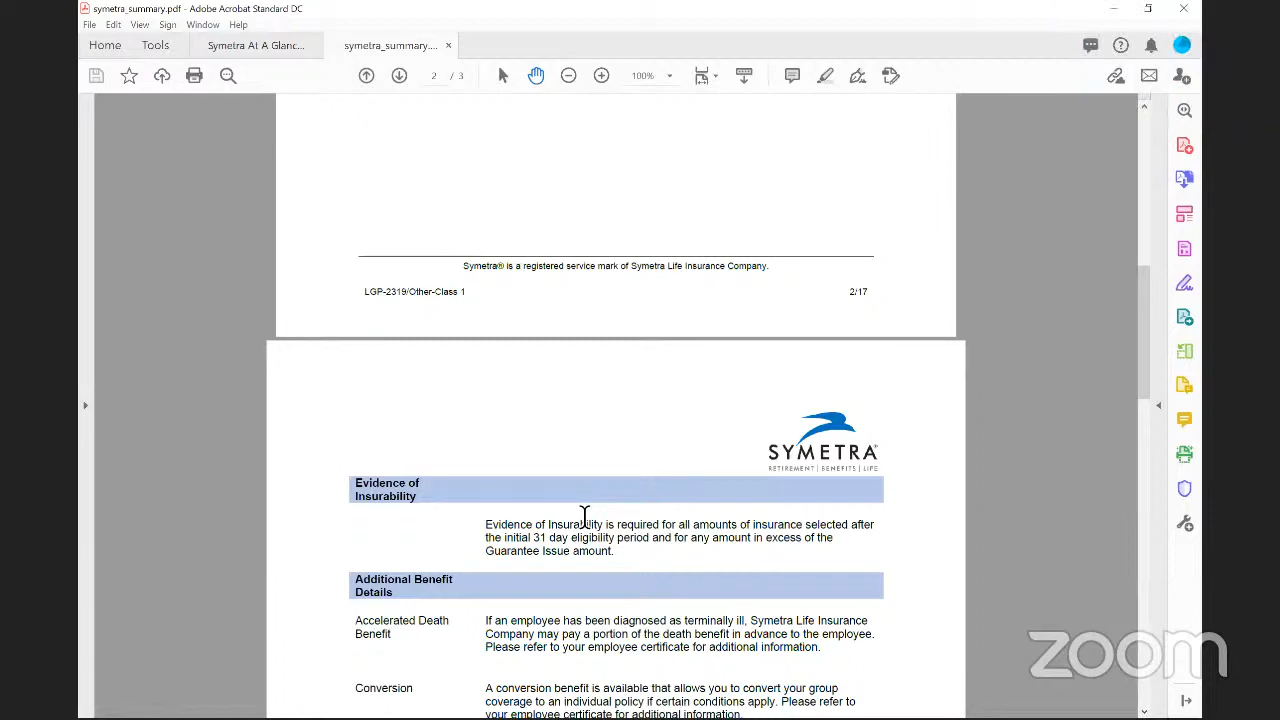 symetra_summary.pdf - Adobe Acrobat Standard DC
File Edit View Sign Window Help
Home Tools Symetra At A Glanc... symetra_summary.... ×
2 / 3 100%
Symetra® is a registered service mark of Symetra Life Insurance Company.
LGP-2319/Other-Class 1 2/17
SYMETRA®
RETIREMENT | BENEFITS | LIFE
Evidence of
Insurability
Evidence of Insurability is required for all amounts of insurance selected after
the initial 31 day eligibility period and for any amount in excess of the
Guarantee Issue amount.
Additional Benefit
Details
Accelerated Death
Benefit
If an employee has been diagnosed as terminally ill, Symetra Life Insurance
Company may pay a portion of the death benefit in advance to the employee.
Please refer to your employee certificate for additional information.
Conversion
A conversion benefit is available that allows you to convert your group
coverage to an individual policy if certain conditions apply. Please refer to
your employee certificate for additional information.
zoom